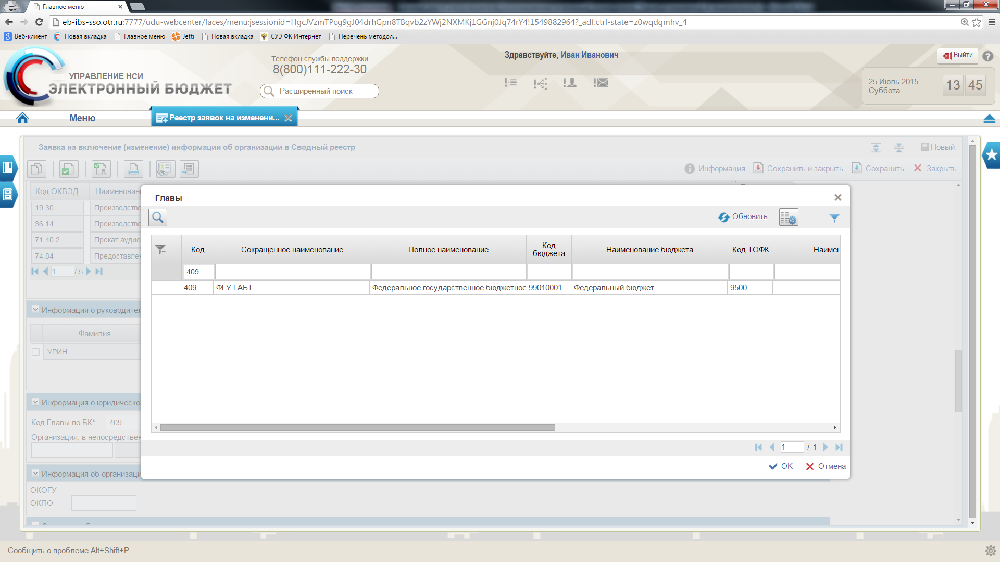 Главное меню
eb-ibs-sso.otr.ru:7777/udu-webcenter/faces/menu;jsessionid=HgcJVzmTPcg9gJ04drhGpn8TBqvb2zYWj2NXMKj1GGnj0Jq74rY4!1549882964?_adf.ctrl-state=z0wqdgmhv_4
Веб-клиент Новая вкладка Главное меню Jetti Новая вкладка СУЭ ФК Интернет Перечень методол...
УПРАВЛЕНИЕ НСИ
ЭЛЕКТРОННЫЙ БЮДЖЕТ
Телефон службы поддержки
8(800)111-222-30
Расширенный поиск
Здравствуйте, Иван Иванович
Выйти
25 Июль 2015
Суббота
13 45
Меню
Реестр заявок на изменени...
Заявка на включение (изменение) информации об организации в Сводный реестр
Новый
Информация Сохранить и закрыть Сохранить Закрыть
Код ОКВЭД Наименован
19.30 Производство
36.14 Производство
71.40.2 Прокат аудио
74.84 Предоставлен
1 / 5
Информация о руководител
Фамилия
УРИН
Информация о юридическо
Код Главы по БК* 409
Организация, в непосредствен
Информация об организаци
ОКОГУ
ОКПО
Главы
Обновить
Код Сокращенное наименование Полное наименование Код бюджета Наименование бюджета Код ТОФК Наимен
409
409 ФГУ ГАБТ Федеральное государственное бюджетное 99010001 Федеральный бюджет 9500
1 / 1
OK Отмена
Сообщить о проблеме Alt+Shift+P